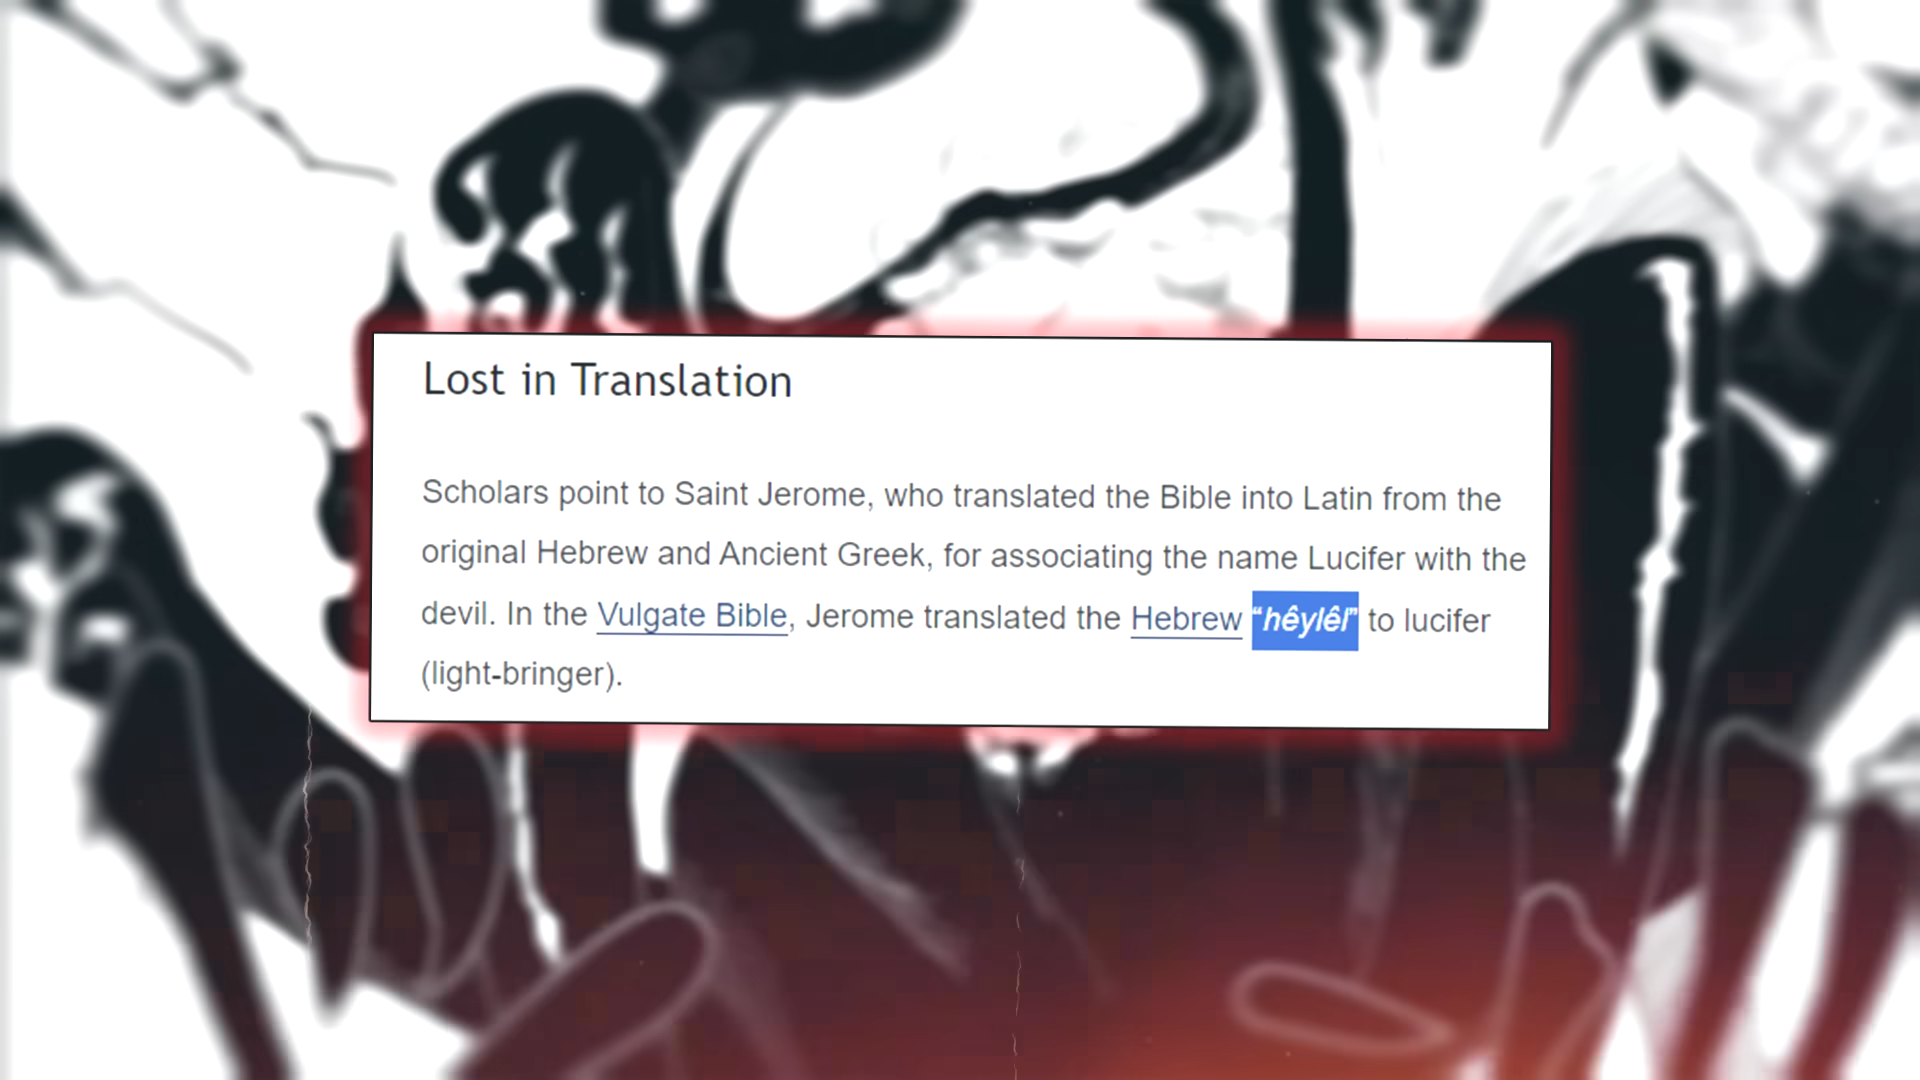 Lost in Translation
Scholars point to Saint Jerome, who translated the Bible into Latin from the
original Hebrew and Ancient Greek, for associating the name Lucifer with the
devil. In the Vulgate Bible, Jerome translated the Hebrew “hêylêl” to lucifer
(light-bringer).